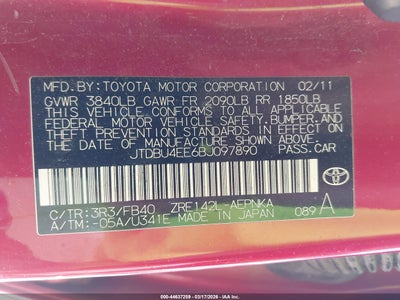 MFD.BY:TOYOTA MOTOR CORPORATION 02/11
GVWR 3840LB GAWR FR 2090LB RR 1850LB
THIS VEHICLE CONFORMS TO ALL APPLICABLE
FEDERAL MOTOR VEHICLE SAFETY,BUMPER,AND
THEFT PREVENTION STANDARDS IN EFFECT ON
THE DATE OF MANUFACTURE SHOWN ABOVE.
JTDBU4EE6BJ097890 PASS.CAR
C/TR:3R3/FB40 ZRE142L-AEPNKA
A/TM:-05A/U341E MADE IN JAPAN 089 A
TOYOTA
000-44637259 - 03/17/2026 - IAAI.COM